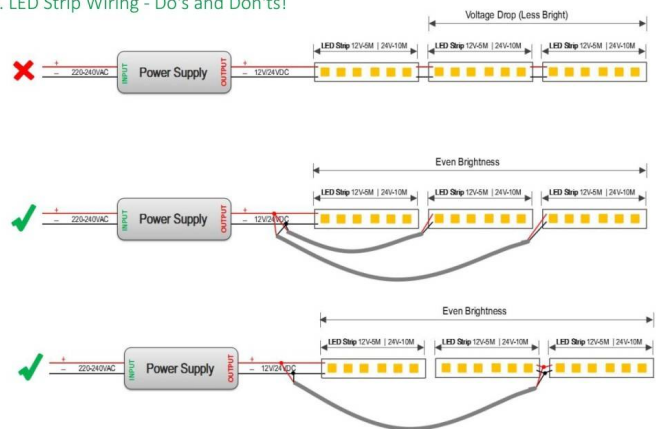 . LED Strip Wiring - Do's and Don'ts!
Voltage Drop (Less Bright)
LED Strip 12V-5M | 24V-10M LED Strip 12V-5M | 24V-10M LED Strip 12V-5M | 24V-10M
+ +
– 220-240VAC INPUT Power Supply OUTPUT – 12V/24VDC
Even Brightness
LED Strip 12V-5M | 24V-10M LED Strip 12V-5M | 24V-10M LED Strip 12V-5M | 24V-10M
+ +
– 220-240VAC INPUT Power Supply OUTPUT – 12V/24VDC
Even Brightness
LED Strip 12V-5M | 24V-10M LED Strip 12V-5M | 24V-10M LED Strip 12V-5M | 24V-10M
+ +
– 220-240VAC INPUT Power Supply OUTPUT – 12V/24VDC